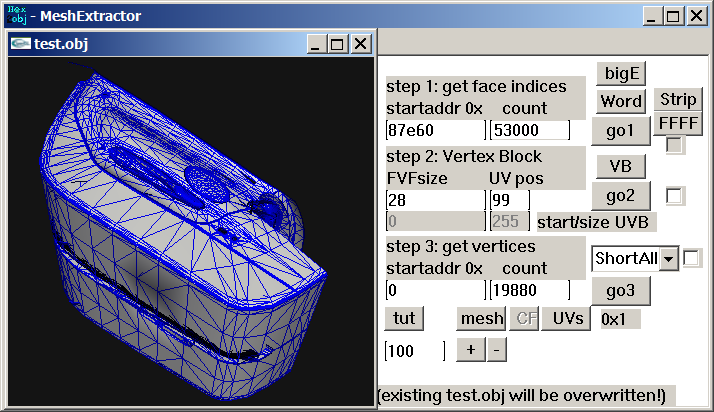 Hex
obj - MeshExtractor
test.obj
step 1: get face indices
startaddr 0x count
87e60 53000
bigE
Word
go1
Strip
FFFF
step 2: Vertex Block
FVFsize UV pos
28 99
0 255 start/size UVB
VB
go2
step 3: get vertices
startaddr 0x count
0 19880
ShortAll
go3
tut mesh CF UVs 0x1
100 + -
(existing test.obj will be overwritten!)